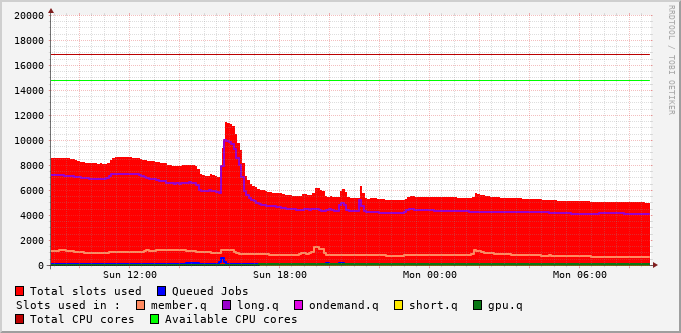 20000
18000
16000
14000
12000
10000
8000
6000
4000
2000
0
Sun 12:00 Sun 18:00 Mon 00:00 Mon 06:00
RRDTOOL / TOBI OETIKER
Total slots used Queued Jobs
Slots used in : member.q long.q ondemand.q short.q gpu.q
Total CPU cores Available CPU cores